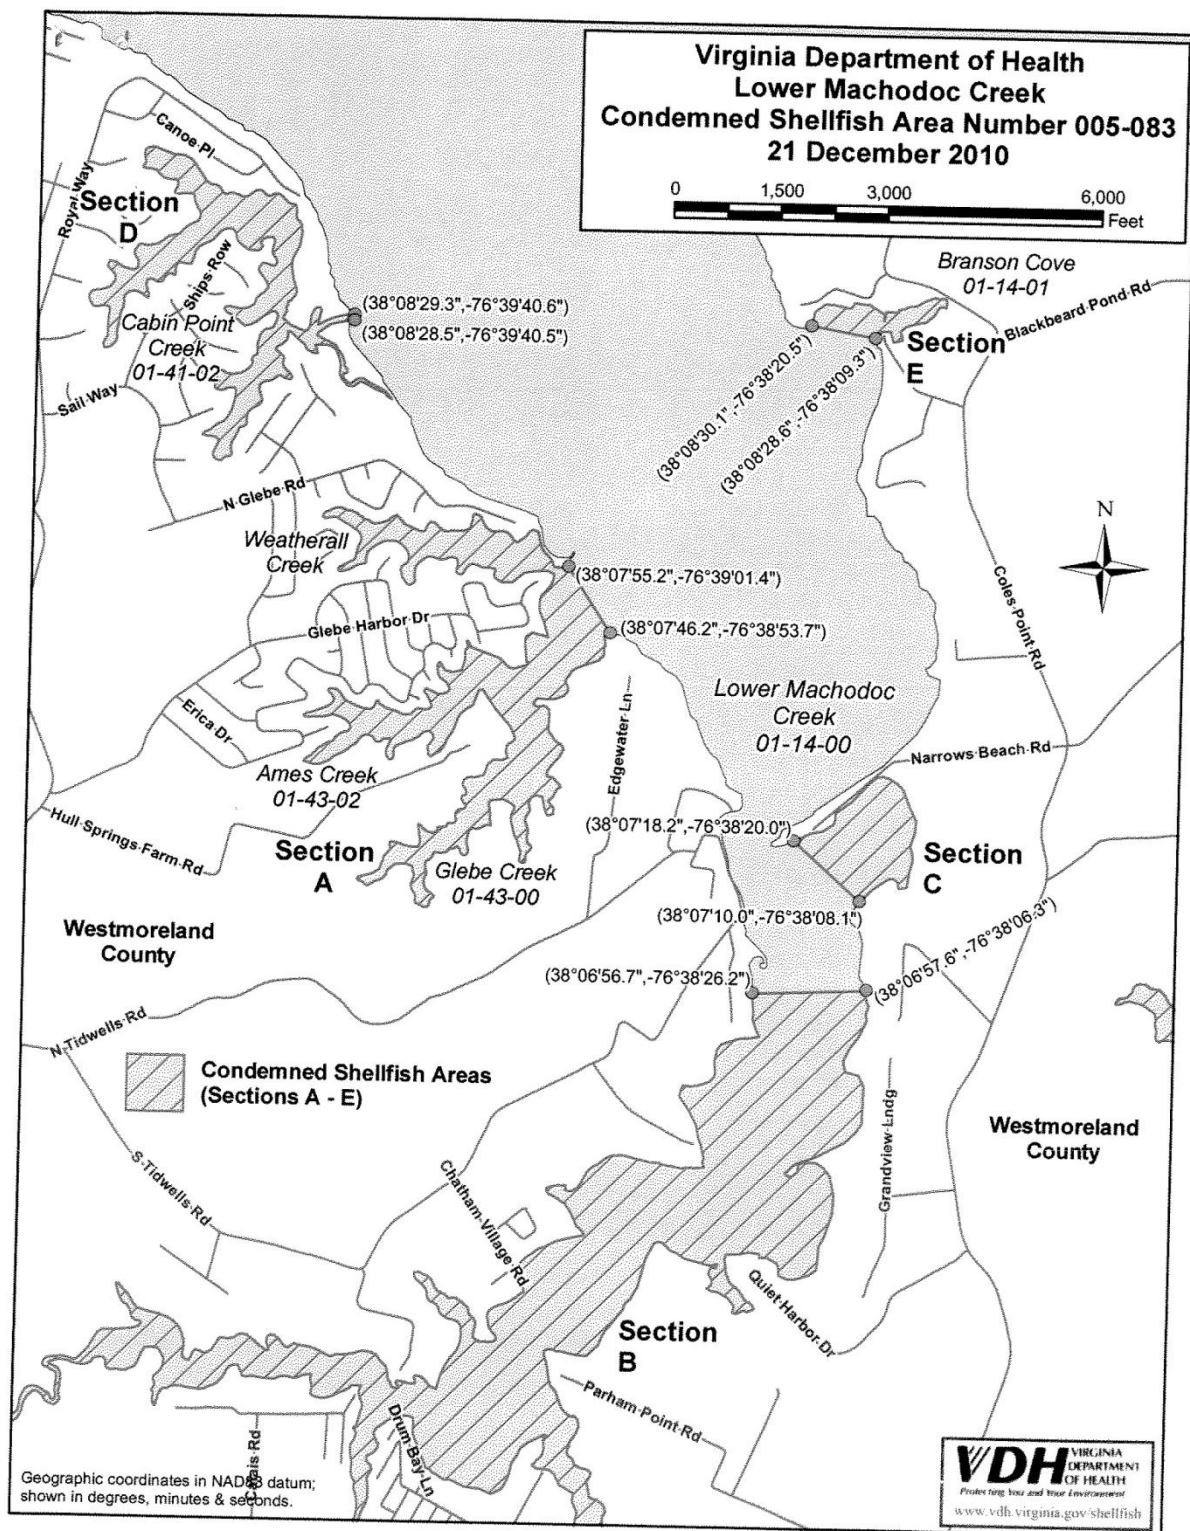 Virginia Department of Health
Lower Machodoc Creek
Condemned Shellfish Area Number 005-083
21 December 2010
0 1,500 3,000 6,000
Feet
Canoe Pl
Royal Way
Section
D
Ships Row
Cabin Point
Creek
01-41-02
Sail Way
(38°08'29.3",-76°39'40.6")
(38°08'28.5",-76°39'40.5")
Branson Cove
01-14-01
Blackbeard Pond Rd
Section
E
(38°08'30.1",-76°38'20.5")
(38°08'28.6",-76°38'09.3")
N Glebe Rd
Weatherall
Creek
(38°07'55.2",-76°39'01.4")
N
Glebe Harbor Dr
(38°07'46.2",-76°38'53.7")
Coles Point Rd
Erica Dr
Edgewater Ln
Lower Machodoc
Creek
01-14-00
Narrows Beach Rd
Ames Creek
01-43-02
Hull Springs Farm Rd
Section
A
Glebe Creek
01-43-00
(38°07'18.2",-76°38'20.0")
Section
C
(38°07'10.0",-76°38'08.1")
Westmoreland
County
(38°06'56.7",-76°38'26.2")
(38°06'57.6",-76°38'06.3")
N Tidwells Rd
Condemned Shellfish Areas
(Sections A - E)
Westmoreland
County
Grandview Lndg
S Tidwells Rd
Chatham Village Rd
Quiet Harbor Dr
Section
B
Parham Point Rd
Drum Bay Ln
Geographic coordinates in NAD83 datum;
shown in degrees, minutes & seconds.
VDH VIRGINIA
DEPARTMENT
OF HEALTH
Protecting You and Your Environment
www.vdh.virginia.gov/shellfish